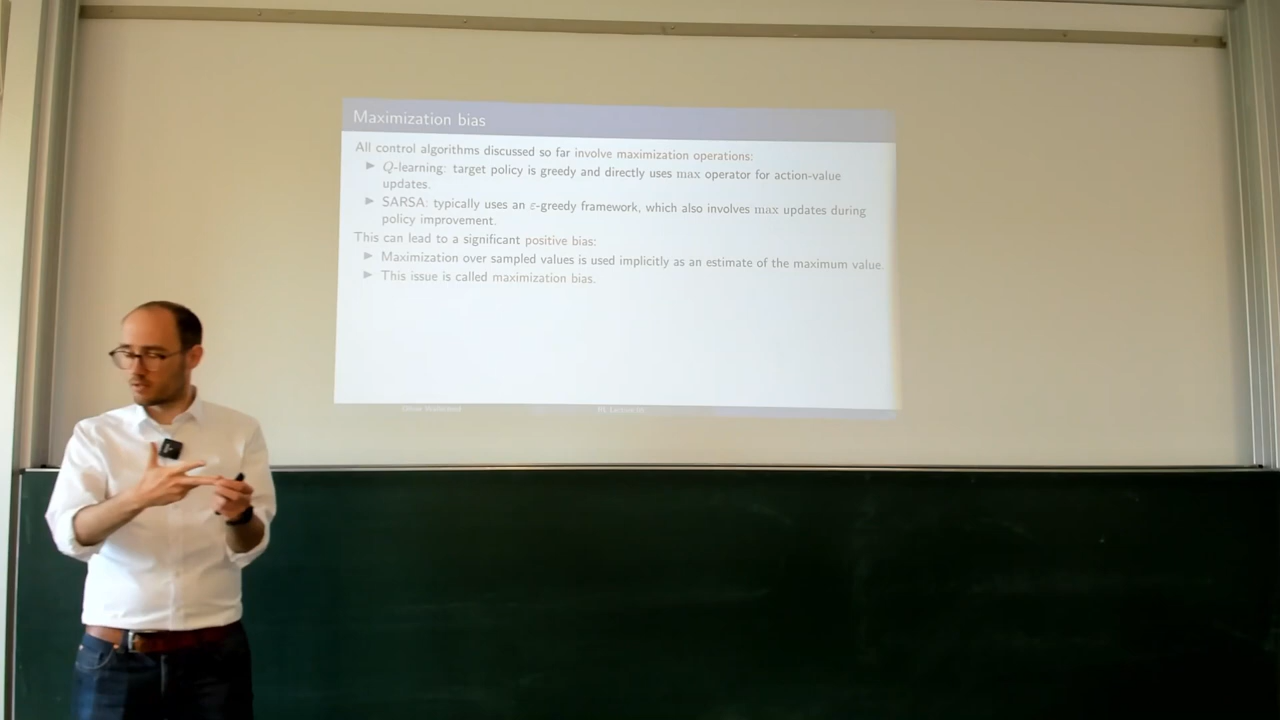 Maximization bias
All control algorithms discussed so far involve maximization operations:
▶ Q-learning: target policy is greedy and directly uses max operator for action-value
updates.
▶ SARSA: typically uses an ε-greedy framework, which also involves max updates during
policy improvement.
This can lead to a significant positive bias:
▶ Maximization over sampled values is used implicitly as an estimate of the maximum value.
▶ This issue is called maximization bias.